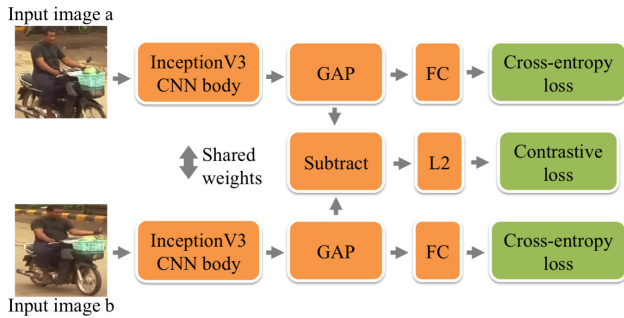 Input image a
InceptionV3
CNN body
GAP
FC
Cross-entropy
loss
Shared
weights
Subtract
L2
Contrastive
loss
InceptionV3
CNN body
GAP
FC
Cross-entropy
loss
Input image b